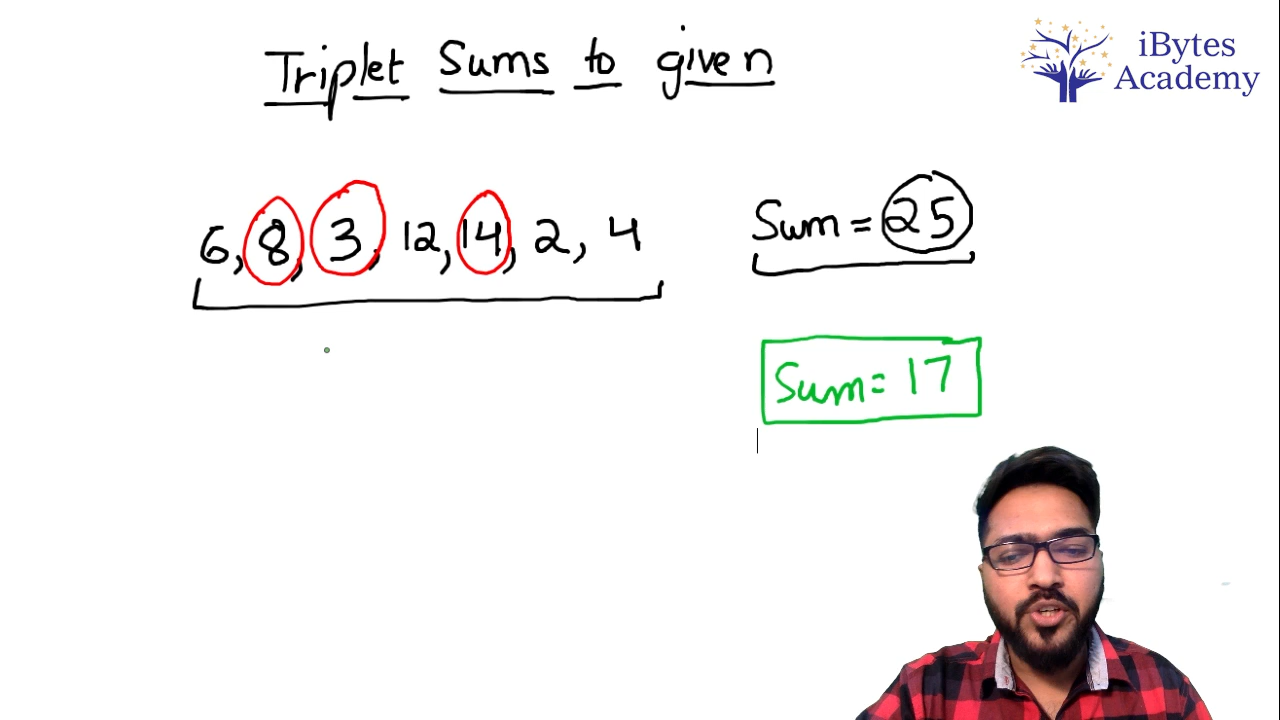 Triplet Sums to given
iBytes
Academy
6, 8, 3, 12, 14, 2, 4
Sum = 25
Sum = 17